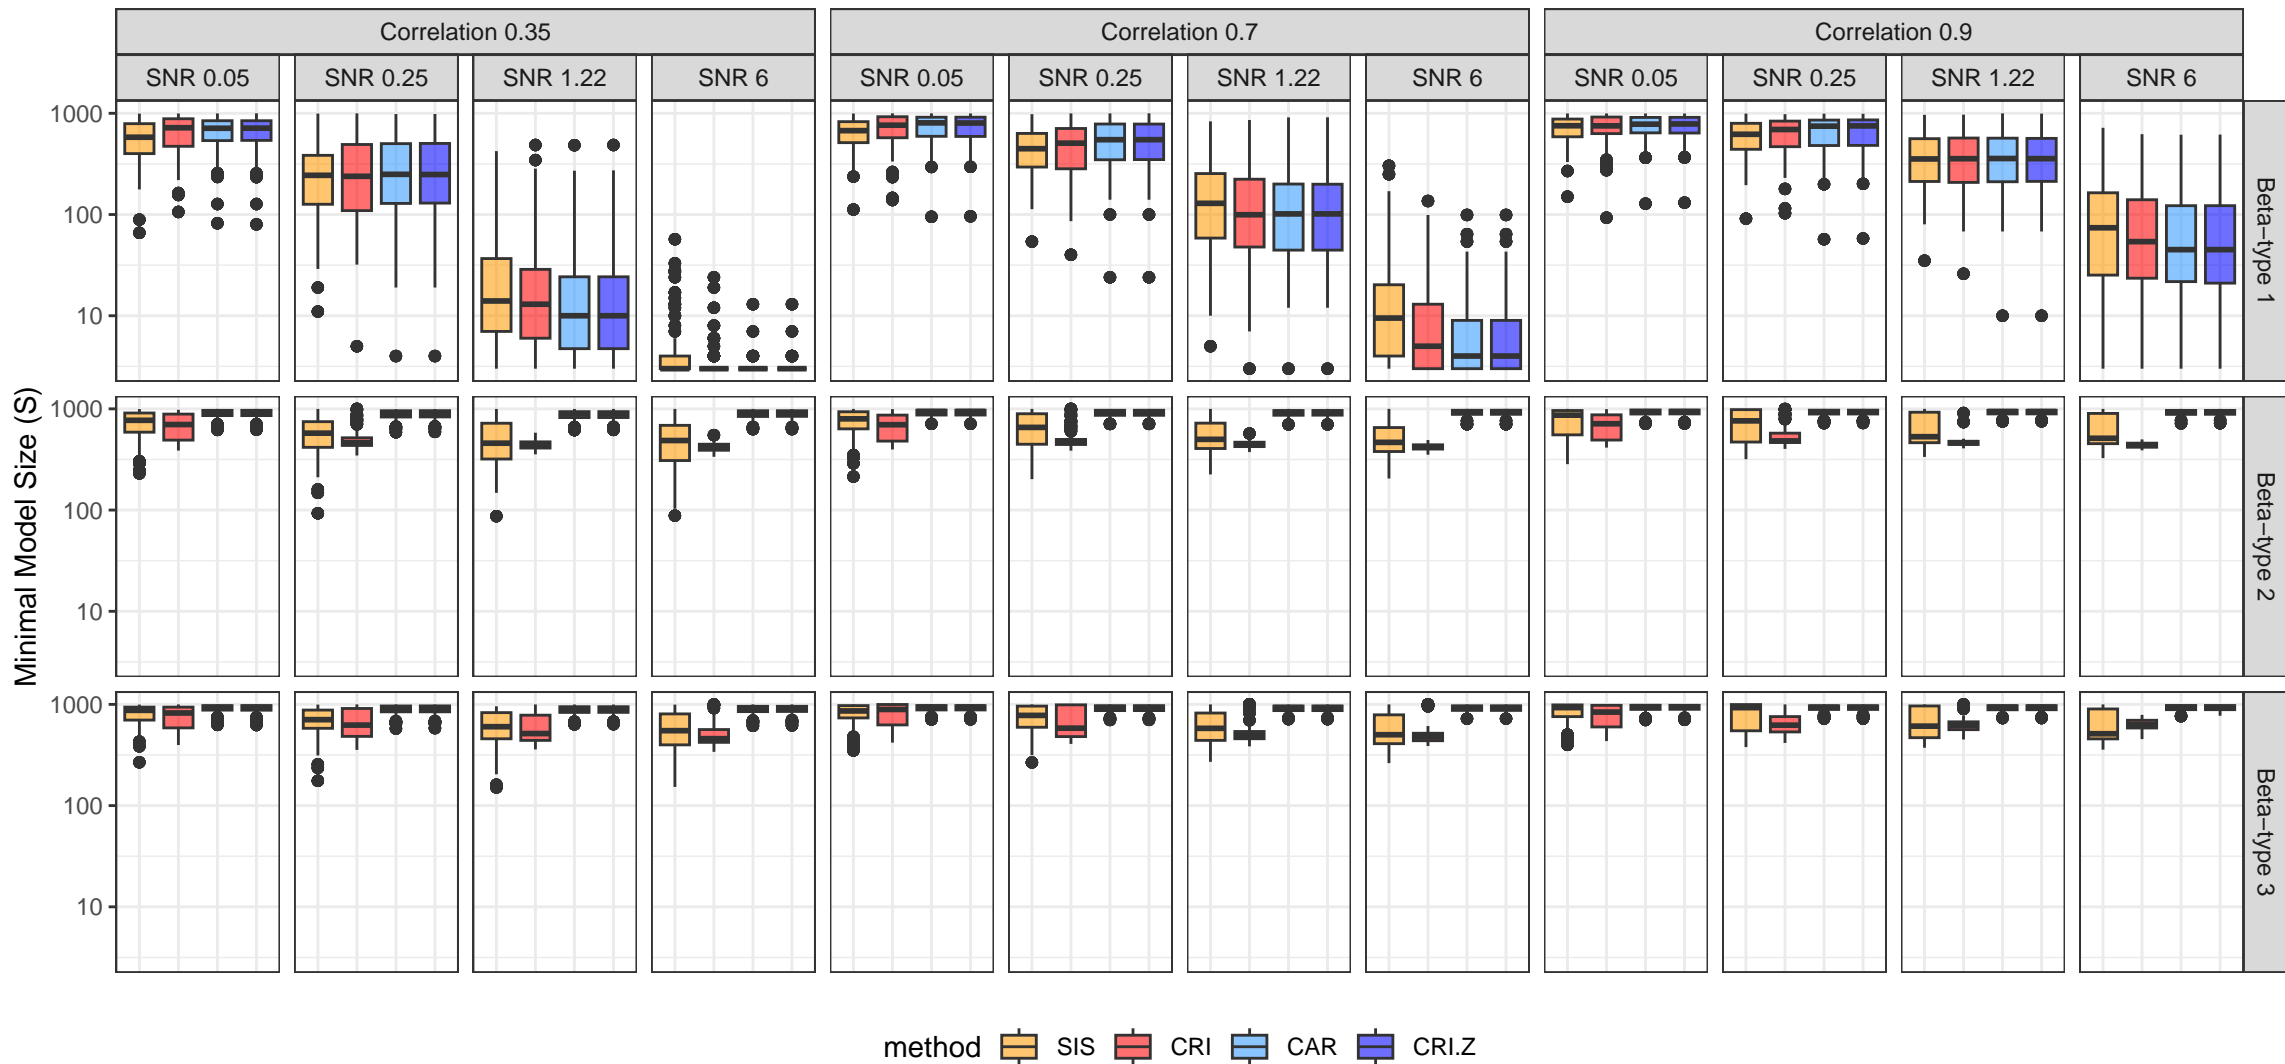 Correlation 0.35
Correlation 0.7
Correlation 0.9
SNR 0.05
SNR 0.25
SNR 1.22
SNR 6
SNR 0.05
SNR 0.25
SNR 1.22
SNR 6
SNR 0.05
SNR 0.25
SNR 1.22
SNR 6
Minimal Model Size (S)
1000
100
10
Beta−type 1
1000
100
10
Beta−type 2
1000
100
10
Beta−type 3
method SIS CRI CAR CRI.Z